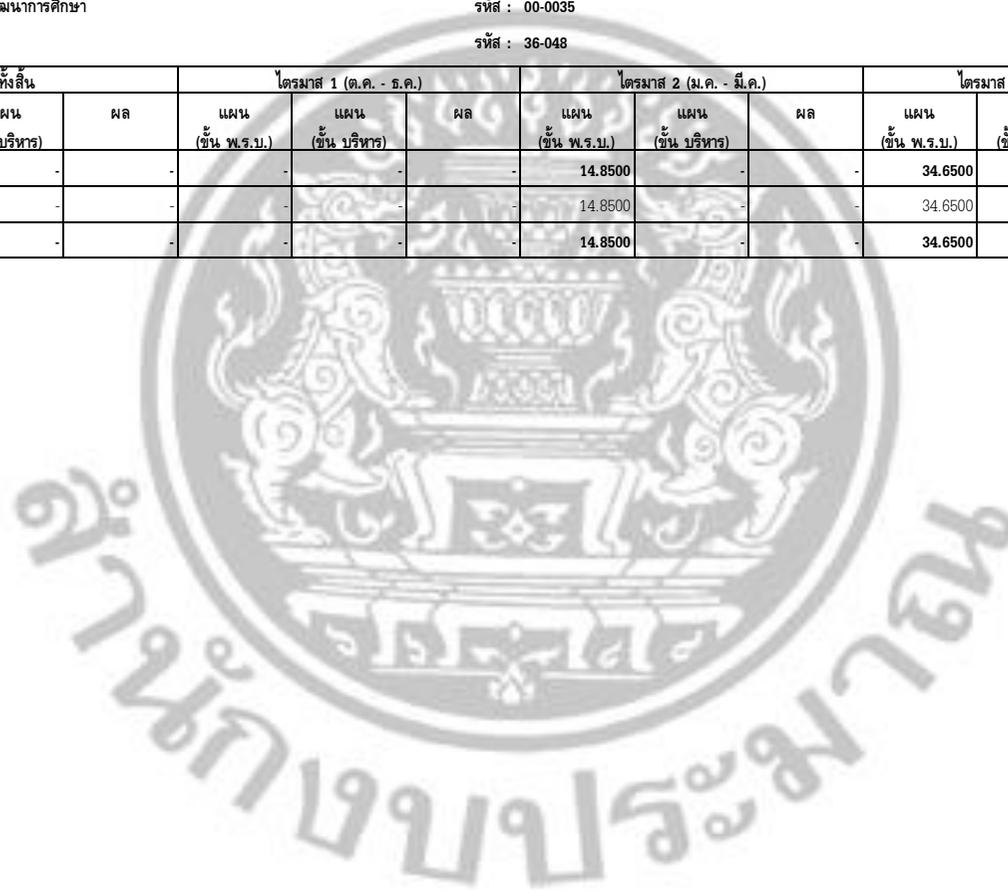 ฒนาการศึกษา รหัส : 00-0035
รหัส : 36-048
ทั้งสิ้น ไตรมาส 1 (ต.ค. - ธ.ค.) ไตรมาส 2 (ม.ค. - มี.ค.) ไตรมาส
ผน ผล แผน แผน ผล แผน แผน ผล แผน
บริหาร) (ขั้น พ.ร.บ.) (ขั้น บริหาร) (ขั้น พ.ร.บ.) (ขั้น บริหาร) (ขั้น พ.ร.บ.)
- - - - - 14.8500 - - 34.6500
- - - - - 14.8500 - - 34.6500
- - - - - 14.8500 - - 34.6500
สำนักงบประมาณ